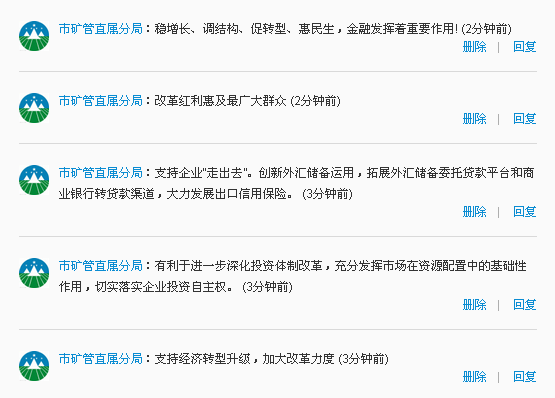 市矿管直属分局：稳增长、调结构、促转型、惠民生，金融发挥着重要作用! (2分钟前)
删除 | 回复
市矿管直属分局：改革红利惠及最广大群众 (2分钟前)
删除 | 回复
市矿管直属分局：支持企业"走出去"。创新外汇储备运用，拓展外汇储备委托贷款平台和商
业银行转贷款渠道，大力发展出口信用保险。 (3分钟前)
删除 | 回复
市矿管直属分局：有利于进一步深化投资体制改革，充分发挥市场在资源配置中的基础性
作用，切实落实企业投资自主权。 (3分钟前)
删除 | 回复
市矿管直属分局：支持经济转型升级，加大改革力度 (3分钟前)
删除 | 回复